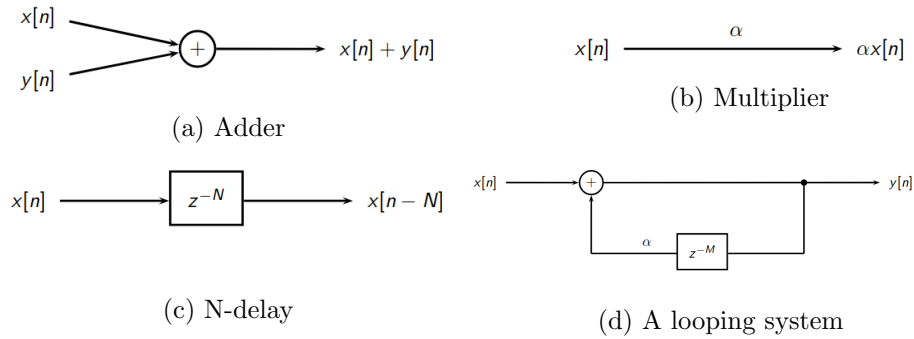 x[n]
y[n]
+
x[n] + y[n]
(a) Adder
x[n]
α
αx[n]
(b) Multiplier
x[n]
z⁻ᴺ
x[n − N]
(c) N-delay
x[n]
+
y[n]
α
z⁻ᴹ
(d) A looping system